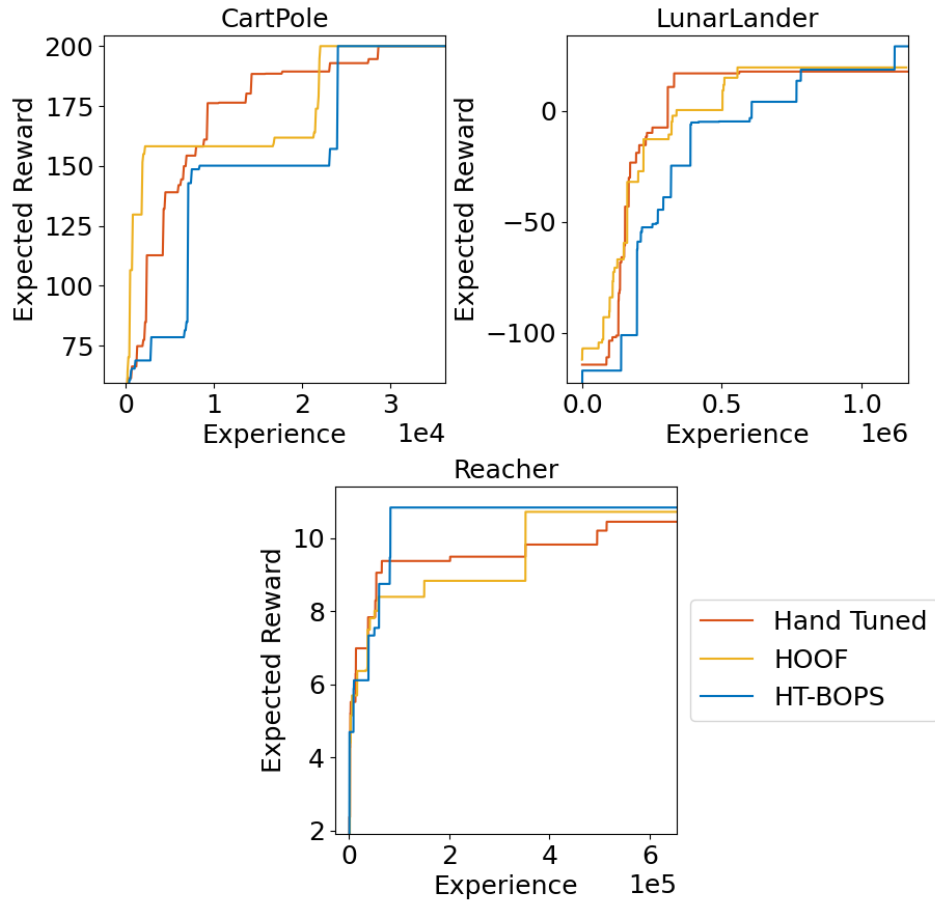 CartPole
200
175
150
125
100
75
Expected Reward
0
1
2
3
Experience
1e4
LunarLander
0
−50
−100
Expected Reward
0.0
0.5
1.0
Experience
1e6
Reacher
10
8
6
4
2
Expected Reward
0
2
4
6
Experience
1e5
Hand Tuned
HOOF
HT-BOPS